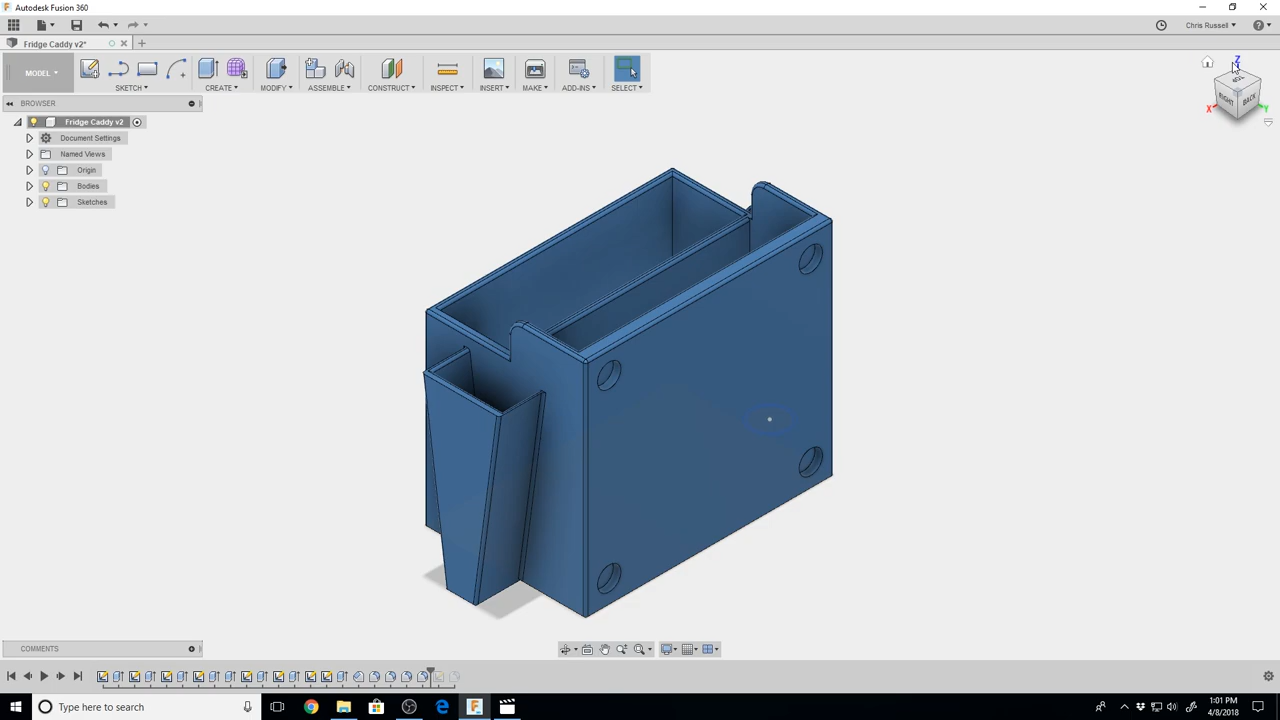 Autodesk Fusion 360
Chris Russell
Fridge Caddy v2*
MODEL
SKETCH
CREATE
MODIFY
ASSEMBLE
CONSTRUCT
INSPECT
INSERT
MAKE
ADD-INS
SELECT
Z
RIGHT
BACK
X
Y
BROWSER
Fridge Caddy v2
Document Settings
Named Views
Origin
Bodies
Sketches
COMMENTS
Type here to search
1:01 PM
4/8/2018